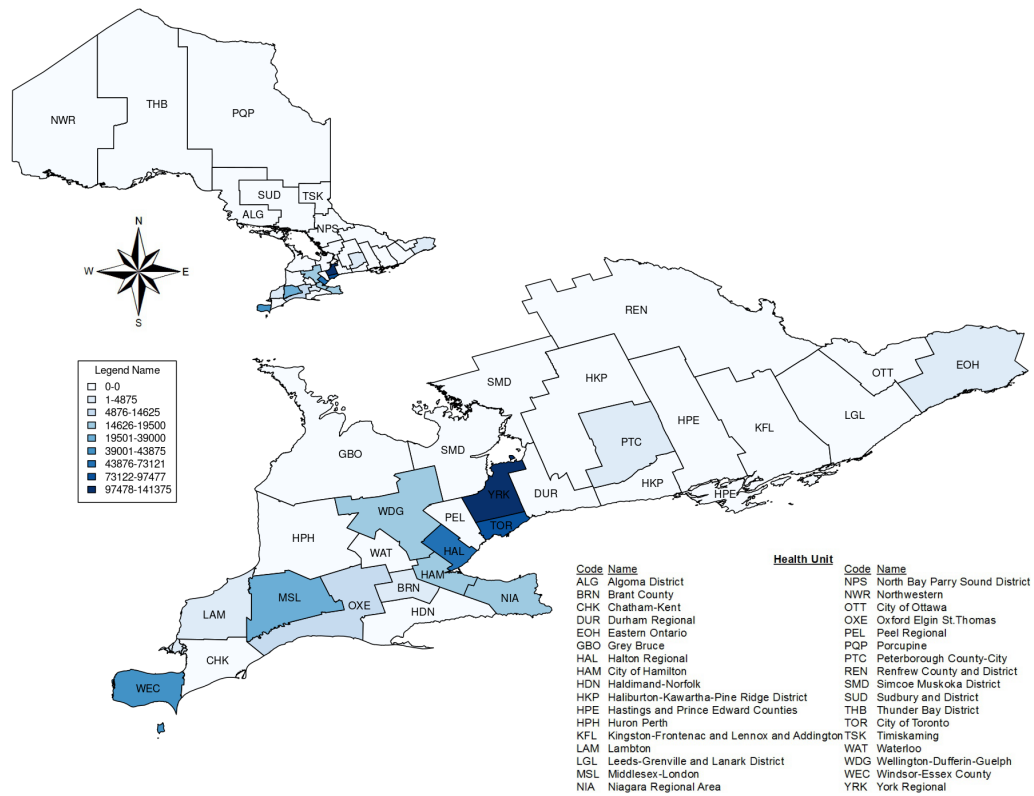 NWR
THB
PQP
SUD
TSK
ALG
NPS
N
W
E
S
REN
SMD
HKP
OTT
EOH
HPE
LGL
PTC
KFL
GBO
SMD
YRK
DUR
HKP
HPE
WDG
PEL
TOR
HPH
WAT
HAL
HAM
MSL
BRN
NIA
LAM
OXE
HDN
CHK
WEC
Legend Name
0-0
1-4875
4876-14625
14626-19500
19501-39000
39001-43875
43876-73121
73122-97477
97478-141375
Health Unit
Code Name Code Name
ALG Algoma District NPS North Bay Parry Sound District
BRN Brant County NWR Northwestern
CHK Chatham-Kent OTT City of Ottawa
DUR Durham Regional OXE Oxford Elgin St.Thomas
EOH Eastern Ontario PEL Peel Regional
GBO Grey Bruce PQP Porcupine
HAL Halton Regional PTC Peterborough County-City
HAM City of Hamilton REN Renfrew County and District
HDN Haldimand-Norfolk SMD Simcoe Muskoka District
HKP Haliburton-Kawartha-Pine Ridge District SUD Sudbury and District
HPE Hastings and Prince Edward Counties THB Thunder Bay District
HPH Huron Perth TOR City of Toronto
KFL Kingston-Frontenac and Lennox and Addington TSK Timiskaming
LAM Lambton WAT Waterloo
LGL Leeds-Grenville and Lanark District WDG Wellington-Dufferin-Guelph
MSL Middlesex-London WEC Windsor-Essex County
NIA Niagara Regional Area YRK York Regional